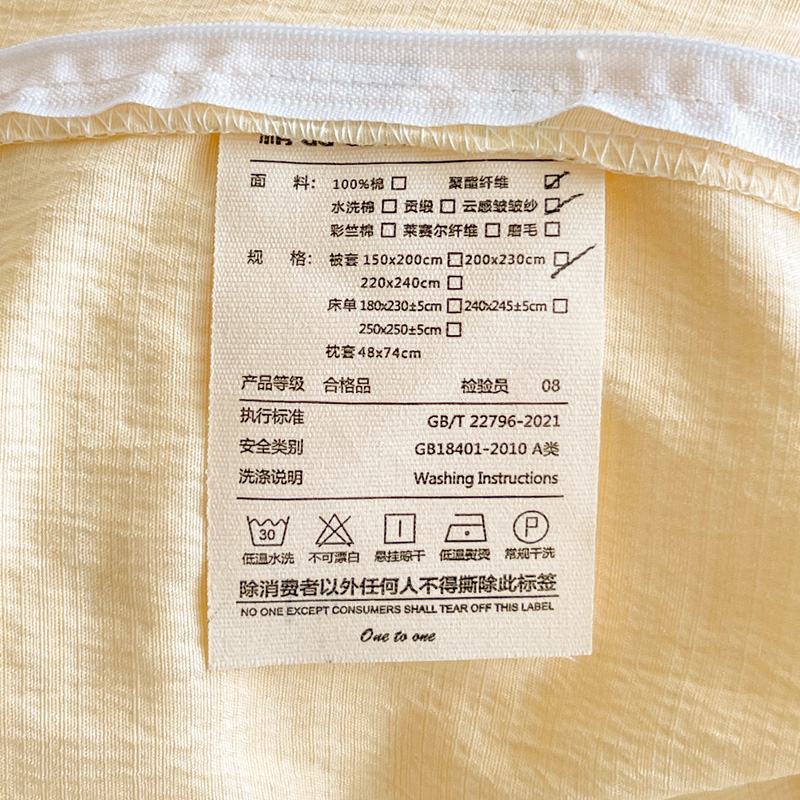 面 料： 100%棉 □ 聚酯纤维 ☑
水洗棉 □ 贡缎 □ 云感皱皱纱 ☑
彩竺棉 □ 莱赛尔纤维 □ 磨毛 □
规 格： 被套 150x200cm □ 200x230cm ☑
220x240cm □
床单 180x230±5cm □ 240x245±5cm □
250x250±5cm □
枕套 48x74cm
产品等级 合格品 检验员 08
执行标准 GB/T 22796-2021
安全类别 GB18401-2010 A类
洗涤说明 Washing Instructions
30 P
低温水洗 不可漂白 悬挂晾干 低温熨烫 常规干洗
除消费者以外任何人不得撕除此标签
NO ONE EXCEPT CONSUMERS SHALL TEAR OFF THIS LABEL
One to one